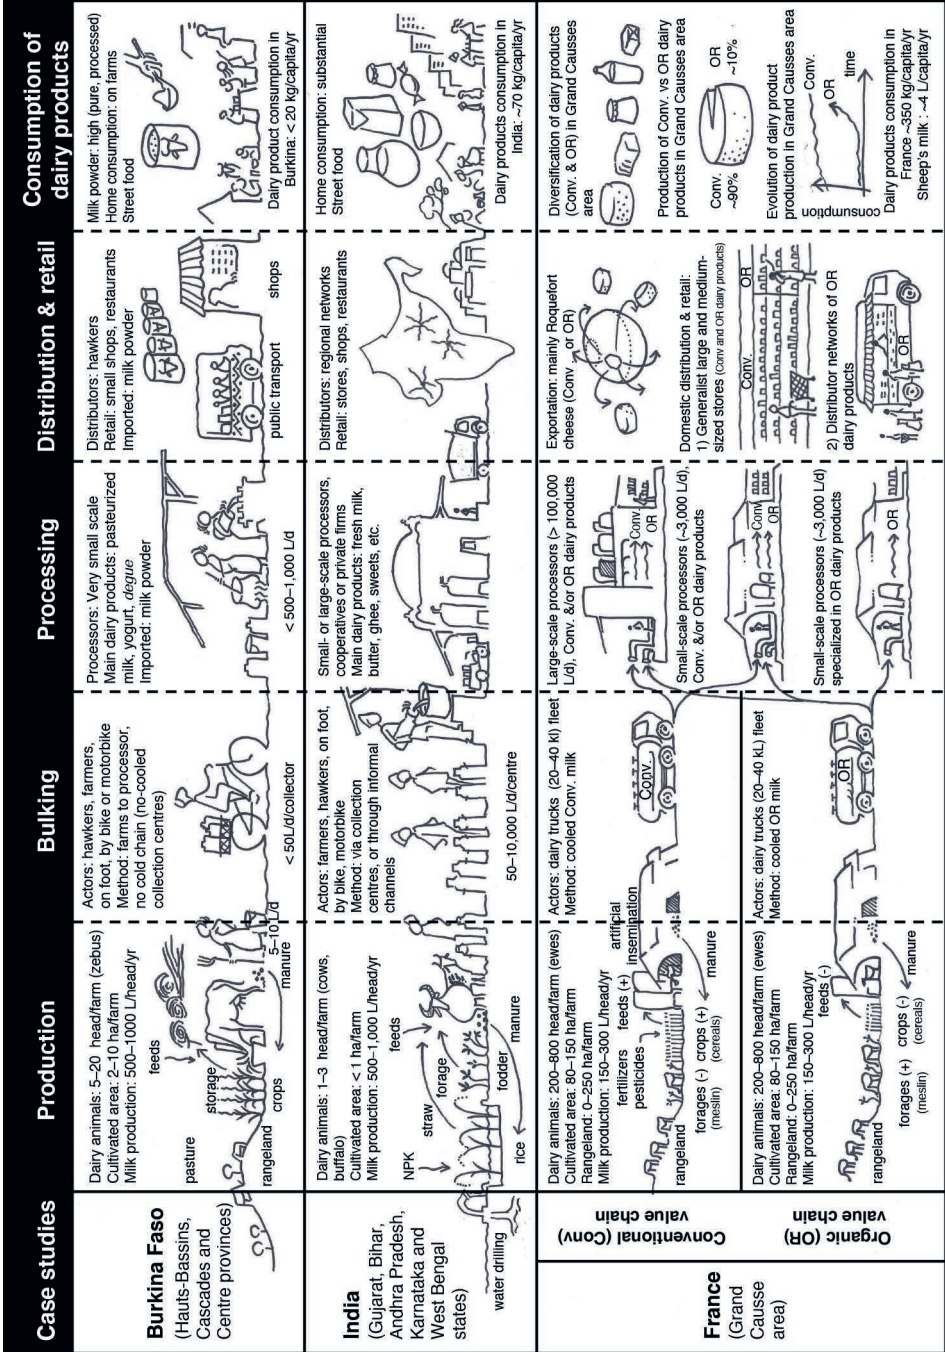 Case studies
Production
Bulking
Processing
Distribution & retail
Consumption of
dairy products
Burkina Faso
(Hauts-Bassins,
Cascades and
Centre provinces)
Dairy animals: 5–20 head/farm (zebus)
Cultivated area: 2–10 ha/farm
Milk production: 500–1000 L/head/yr
feeds
pasture
storage
rangeland
crops
manure
5–10 L/d
Actors: hawkers, farmers,
on foot, by bike or motorbike
Method: farms to processor,
no cold chain (no-cooled
collection centres)
< 50L/d/collector
Processors: Very small scale
Main dairy products: pasteurized
milk, yogurt, degue
Imported: milk powder
< 500–1,000 L/d
Distributors: hawkers
Retail: small shops, restaurants
Imported: milk powder
public transport
shops
Milk powder: high (pure, processed)
Home consumption: on farms
Street food
Dairy product consumption in
Burkina: < 20 kg/capita/yr
India
(Gujarat, Bihar,
Andhra Pradesh,
Karnataka and
West Bengal
states)
water drilling
Dairy animals: 1–3 head/farm (cows,
buffalo)
Cultivated area: < 1 ha/farm
Milk production: 500–1,000 L/head/yr
NPK
straw
feeds
forage
fodder
rice
manure
Actors: farmers, hawkers, on foot,
by bike, motorbike
Method: via collection
centres, or through informal
channels
50–10,000 L/d/centre
Small- or large-scale processors,
cooperatives or private firms
Main dairy products: fresh milk,
butter, ghee, sweets, etc.
Distributors: regional networks
Retail: stores, shops, restaurants
Home consumption: substantial
Street food
Dairy products consumption in
India: ~70 kg/capita/yr
France
(Grand
Causse
area)
Conventional (Conv)
value chain
Dairy animals: 200–800 head/farm (ewes)
Cultivated area: 80–150 ha/farm
Rangeland: 0–250 ha/farm
Milk production: 150–300 L/head/yr
fertilizers
pesticides
feeds (+)
artificial
insemination
rangeland
forages (-)
(meslin)
crops (+)
(cereals)
manure
Actors: dairy trucks (20–40 kl) fleet
Method: cooled Conv. milk
Conv.
Organic (OR)
value chain
Dairy animals: 200–800 head/farm (ewes)
Cultivated area: 80–150 ha/farm
Rangeland: 0–250 ha/farm
Milk production: 150–300 L/head/yr
feeds (-)
rangeland
forages (+)
(meslin)
crops (-)
(cereals)
manure
Actors: dairy trucks (20–40 kL) fleet
Method: cooled OR milk
OR
Large-scale processors (> 100,000
L/d), Conv. &/or OR dairy products
Conv.
OR
Small-scale processors (~3,000 L/d),
Conv. &/or OR dairy products
Conv.
OR
Small-scale processors (~3,000 L/d)
specialized in OR dairy products
OR
Exportation: mainly Roquefort
cheese (Conv. or OR)
Domestic distribution & retail:
1) Generalist large and medium-
sized stores (Conv and OR dairy products)
Conv.
OR
2) Distributor networks of OR
dairy products
OR
Diversification of dairy products
(Conv. & OR) in Grand Causses
area
Production of Conv. vs OR dairy
products in Grand Causses area
Conv.
~90%
OR
~10%
Evolution of dairy product
production in Grand Causses area
consumption
Conv.
OR
time
Dairy products consumption in
France ~350 kg/capita/yr
Sheep's milk : ~4 L/capita/yr